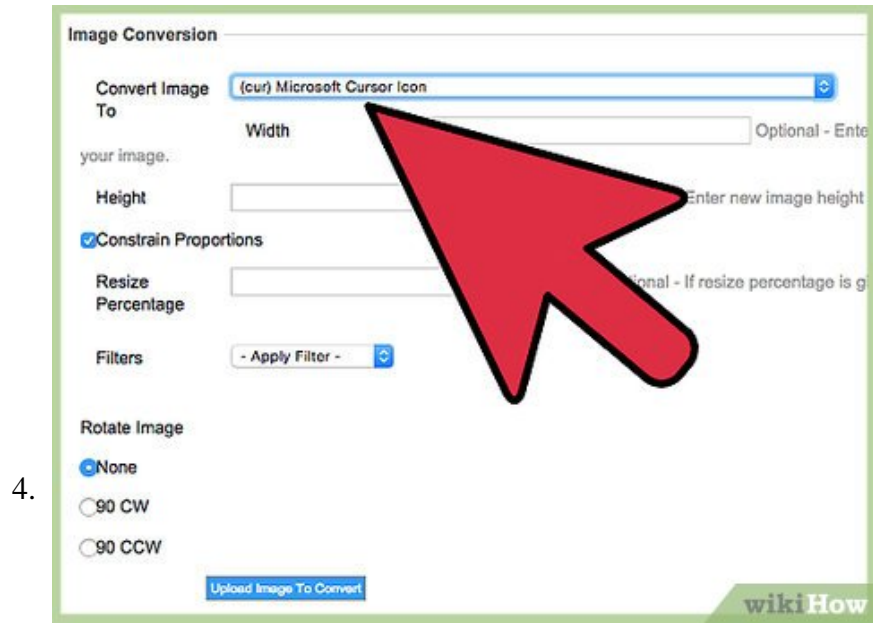 Image Conversion
Convert Image
To
(cur) Microsoft Cursor Icon
Width
Optional - Ente
your image.
Height
Enter new image height
Constrain Proportions
Resize
Percentage
ional - If resize percentage is gi
Filters
- Apply Filter -
Rotate Image
None
4.
90 CW
90 CCW
Upload Image To Convert
wikiHow